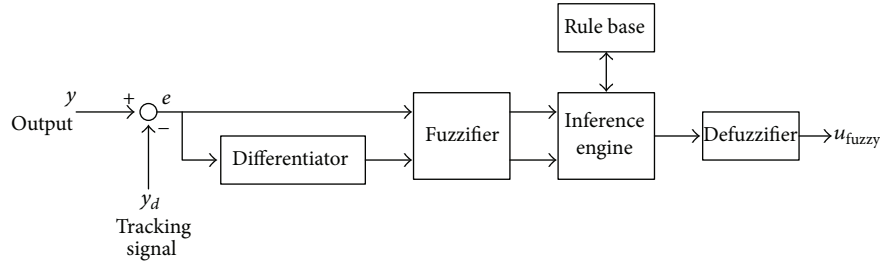 Rule base
y
+
e
Output
−
Fuzzifier
Inference
engine
Defuzzifier
u_fuzzy
Differentiator
y_d
Tracking
signal